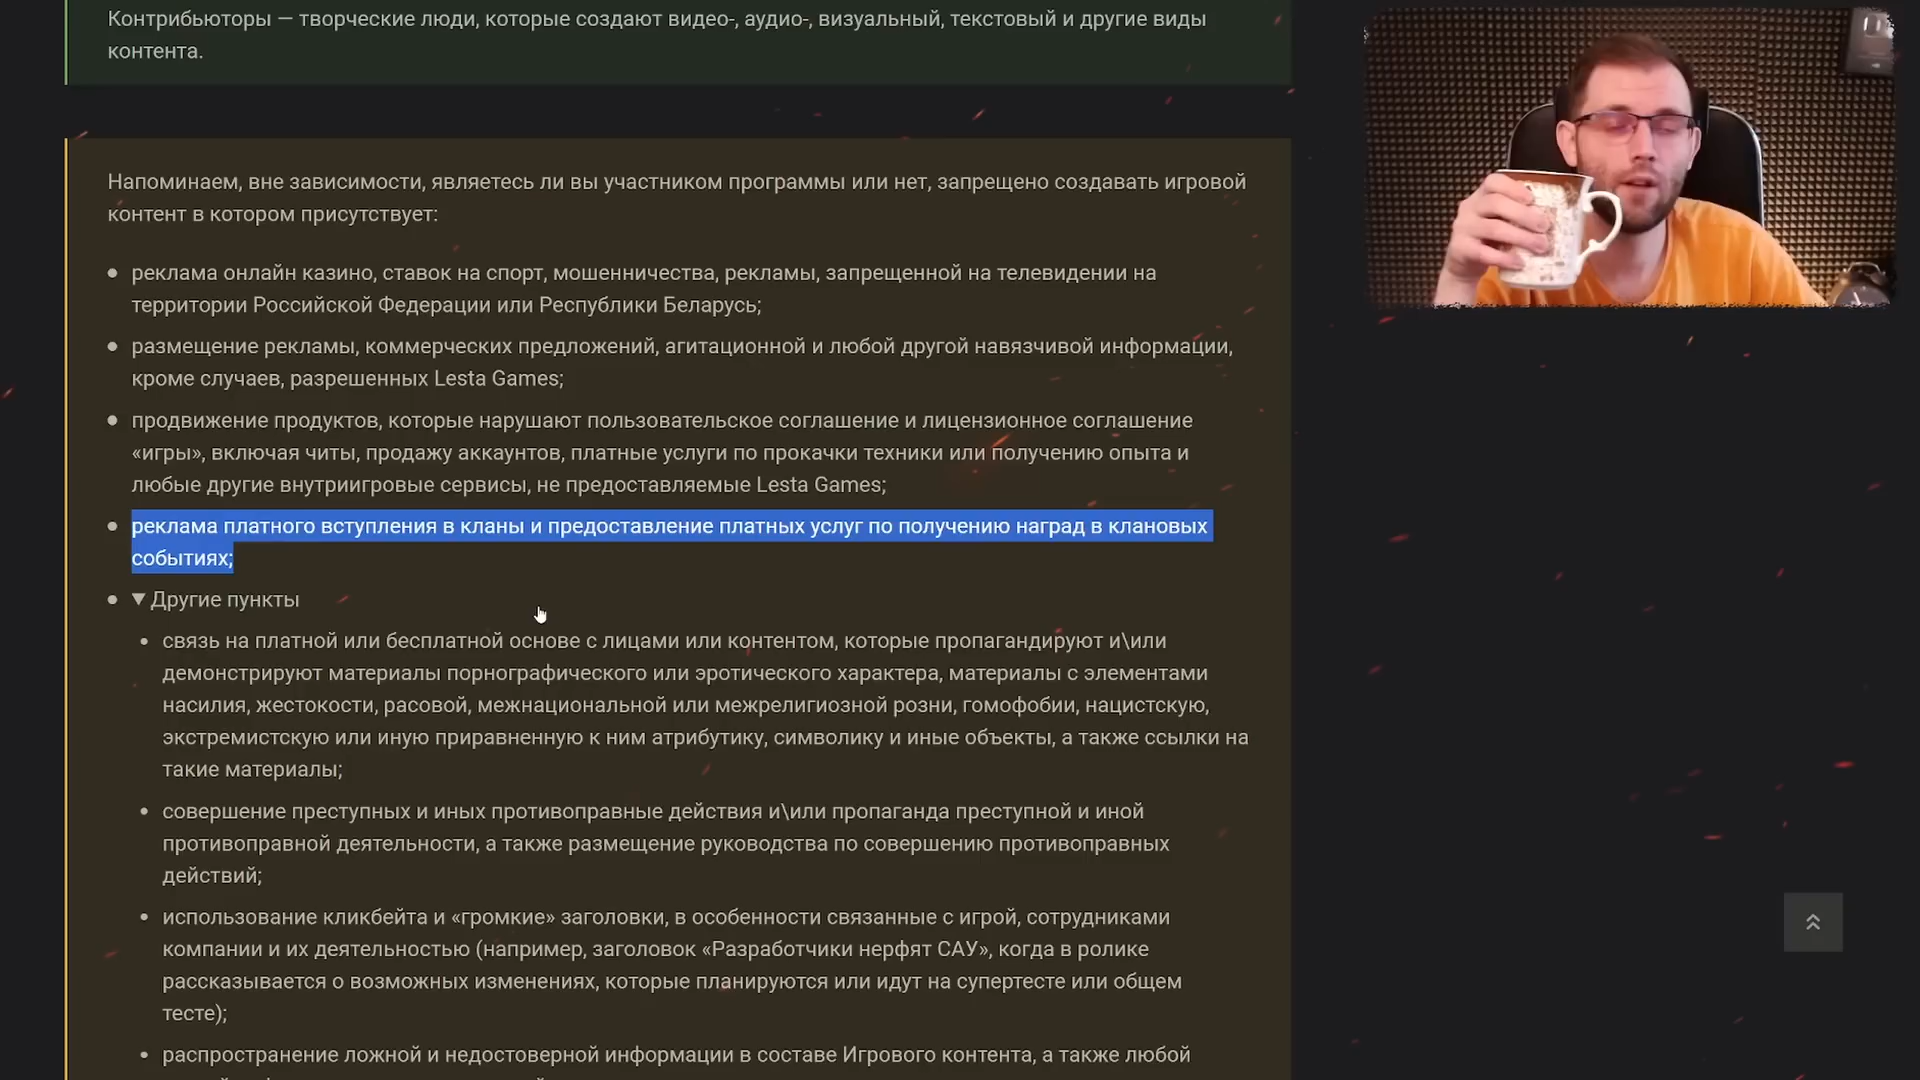 Контрибьюторы — творческие люди, которые создают видео-, аудио-, визуальный, текстовый и другие виды
контента.
Напоминаем, вне зависимости, являетесь ли вы участником программы или нет, запрещено создавать игровой
контент в котором присутствует:
реклама онлайн казино, ставок на спорт, мошенничества, рекламы, запрещенной на телевидении на
территории Российской Федерации или Республики Беларусь;
размещение рекламы, коммерческих предложений, агитационной и любой другой навязчивой информации,
кроме случаев, разрешенных Lesta Games;
продвижение продуктов, которые нарушают пользовательское соглашение и лицензионное соглашение
«игры», включая читы, продажу аккаунтов, платные услуги по прокачки техники или получению опыта и
любые другие внутриигровые сервисы, не предоставляемые Lesta Games;
реклама платного вступления в кланы и предоставление платных услуг по получению наград в клановых
событиях;
Другие пункты
связь на платной или бесплатной основе с лицами или контентом, которые пропагандируют и\или
демонстрируют материалы порнографического или эротического характера, материалы с элементами
насилия, жестокости, расовой, межнациональной или межрелигиозной розни, гомофобии, нацистскую,
экстремистскую или иную приравненную к ним атрибутику, символику и иные объекты, а также ссылки на
такие материалы;
совершение преступных и иных противоправные действия и\или пропаганда преступной и иной
противоправной деятельности, а также размещение руководства по совершению противоправных
действий;
использование кликбейта и «громкие» заголовки, в особенности связанные с игрой, сотрудниками
компании и их деятельностью (например, заголовок «Разработчики нерфят САУ», когда в ролике
рассказывается о возможных изменениях, которые планируются или идут на супертесте или общем
тесте);
распространение ложной и недостоверной информации в составе Игрового контента, а также любой